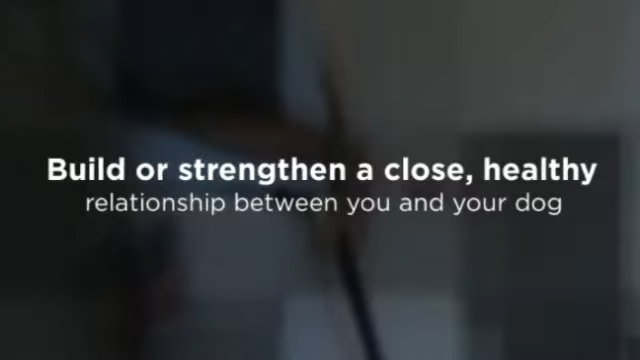 Build or strengthen a close, healthy
relationship between you and your dog